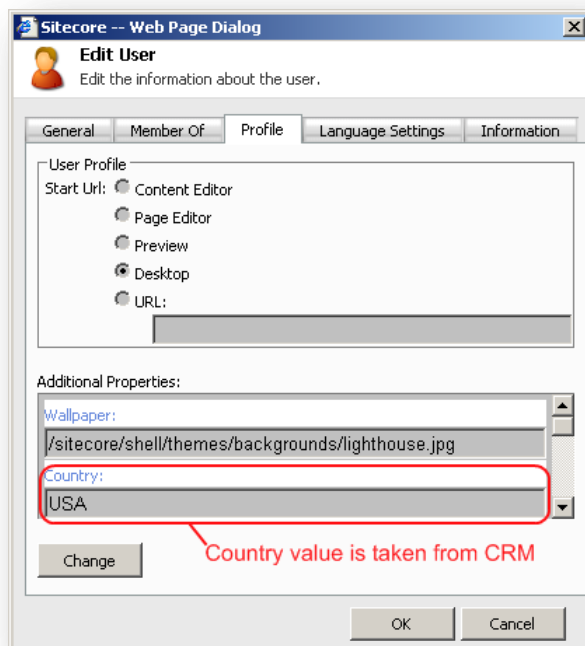 Sitecore -- Web Page Dialog
Edit User
Edit the information about the user.
General Member Of Profile Language Settings Information
User Profile
Start Url: Content Editor
Page Editor
Preview
Desktop
URL:
Additional Properties:
Wallpaper:
/sitecore/shell/themes/backgrounds/lighthouse.jpg
Country:
USA
Country value is taken from CRM
Change
OK Cancel